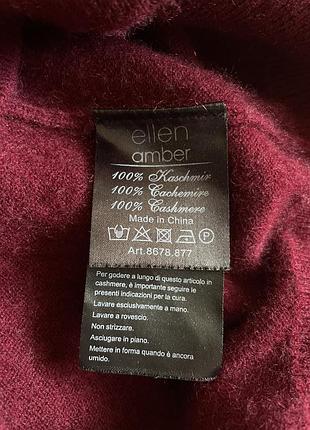 ellen
amber
100% Kaschmir
100% Cachemire
100% Cashmere
Made in China
P
Art.8678.877
Per godere a lungo di questo articolo in
cashmere, è importante seguire le
presenti indicazioni per la cura.
Lavare esclusivamente a mano.
Lavare a rovescio.
Non strizzare.
Asciugare in piano.
Mettere in forma quando è ancora
umido.